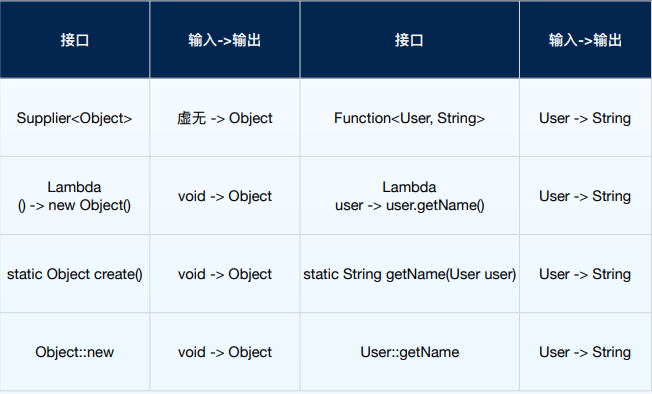 接口
输入->输出
接口
输入->输出
Supplier<Object>
虚无 -> Object
Function<User, String>
User -> String
Lambda
() -> new Object()
void -> Object
Lambda
user -> user.getName()
User -> String
static Object create()
void -> Object
static String getName(User user)
User -> String
Object::new
void -> Object
User::getName
User -> String